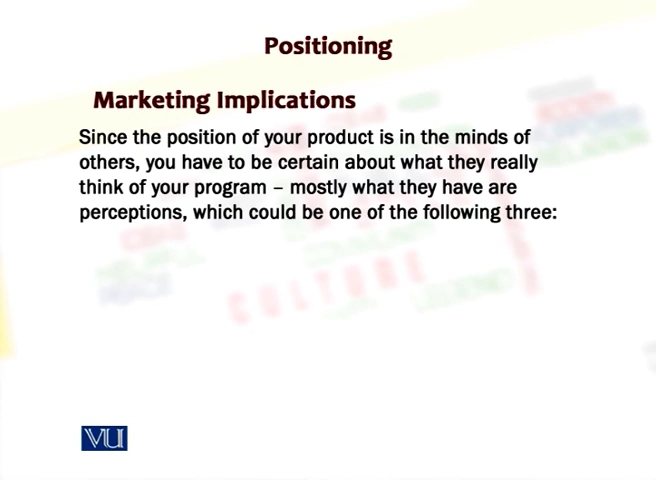 Positioning
Marketing Implications
Since the position of your product is in the minds of
others, you have to be certain about what they really
think of your program – mostly what they have are
perceptions, which could be one of the following three:
CULTURE
VU